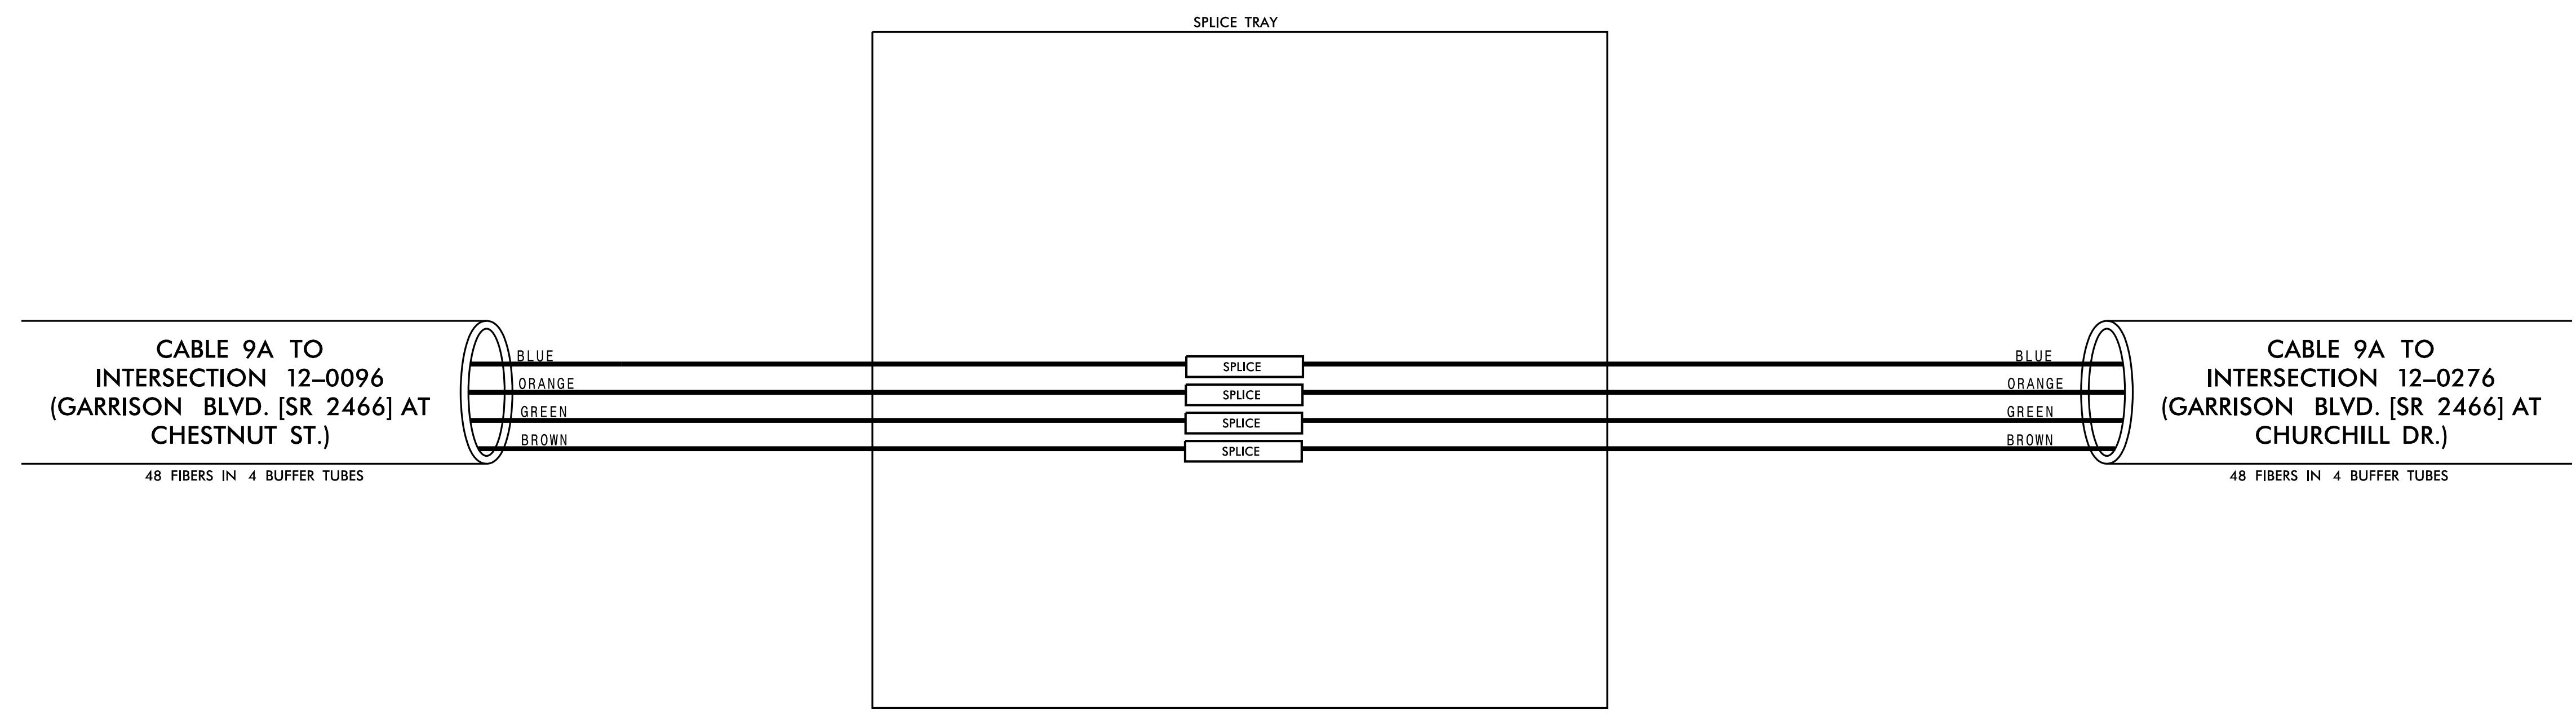 SPLICE TRAY
CABLE 9A TO
INTERSECTION 12-0096
(GARRISON BLVD. [SR 2466] AT
CHESTNUT ST.)
48 FIBERS IN 4 BUFFER TUBES
BLUE
ORANGE
GREEN
BROWN
SPLICE
SPLICE
SPLICE
SPLICE
BLUE
ORANGE
GREEN
BROWN
CABLE 9A TO
INTERSECTION 12-0276
(GARRISON BLVD. [SR 2466] AT
CHURCHILL DR.)
48 FIBERS IN 4 BUFFER TUBES